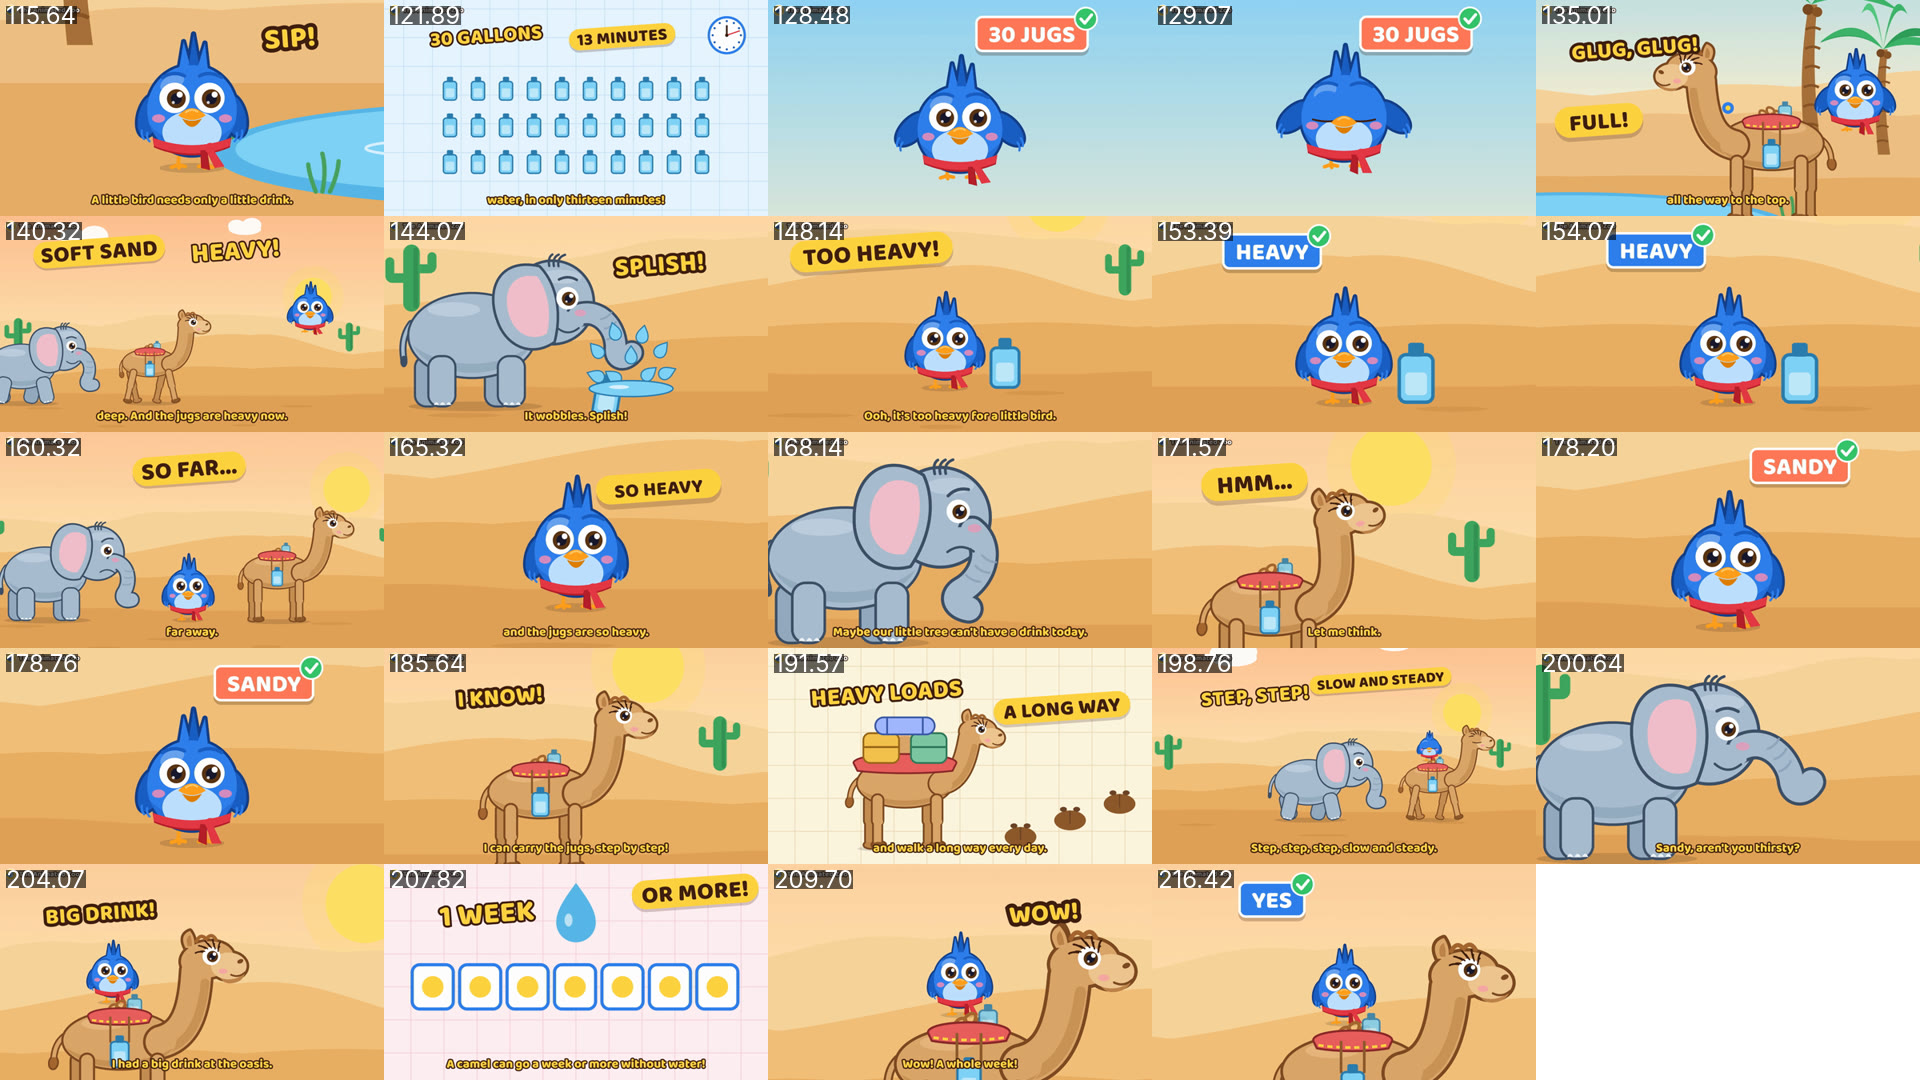 115.64
SIP!
A little bird needs only a little drink.
121.89
30 GALLONS
13 MINUTES
water, in only thirteen minutes!
128.48
30 JUGS
129.07
30 JUGS
135.01
GLUG, GLUG!
FULL!
all the way to the top.
140.32
SOFT SAND
HEAVY!
deep. And the jugs are heavy now.
144.07
SPLISH!
It wobbles. Splish!
148.14
TOO HEAVY!
Ooh, it's too heavy for a little bird.
153.39
HEAVY
154.07
HEAVY
160.32
SO FAR...
far away.
165.32
SO HEAVY
and the jugs are so heavy.
168.14
Maybe our little tree can't have a drink today.
171.57
HMM...
Let me think.
178.20
SANDY
178.76
SANDY
185.64
I KNOW!
I can carry the jugs, step by step!
191.57
HEAVY LOADS
A LONG WAY
and walk a long way every day.
198.76
STEP, STEP!
SLOW AND STEADY
Step, step, step, slow and steady.
200.64
Sandy, aren't you thirsty?
204.07
BIG DRINK!
I had a big drink at the oasis.
207.82
1 WEEK
OR MORE!
A camel can go a week or more without water!
209.70
WOW!
Wow! A whole week!
216.42
YES